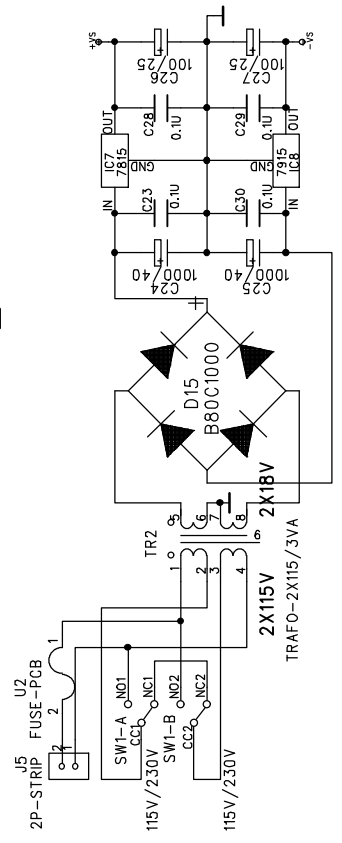 J5
2P-STRIP
2
1
U2
FUSE-PCB
2
1
SW1-A
NO1
NC1
CC1
115V/230V
SW1-B
NO2
NC2
CC2
115V/230V
TR2
1
2
3
4
5
6
7
8
9
2X115V
2X18V
TRAFO-2X115/3VA
D15
B80C1000
+
C24
1000/40
+
C25
1000/40
+
C23
0.1U
C30
0.1U
IN
IC7
7815
GND
OUT
IN
IC8
7915
GND
OUT
C28
0.1U
C29
0.1U
C26
100/25
+
C27
100/25
+
+VS
-VS